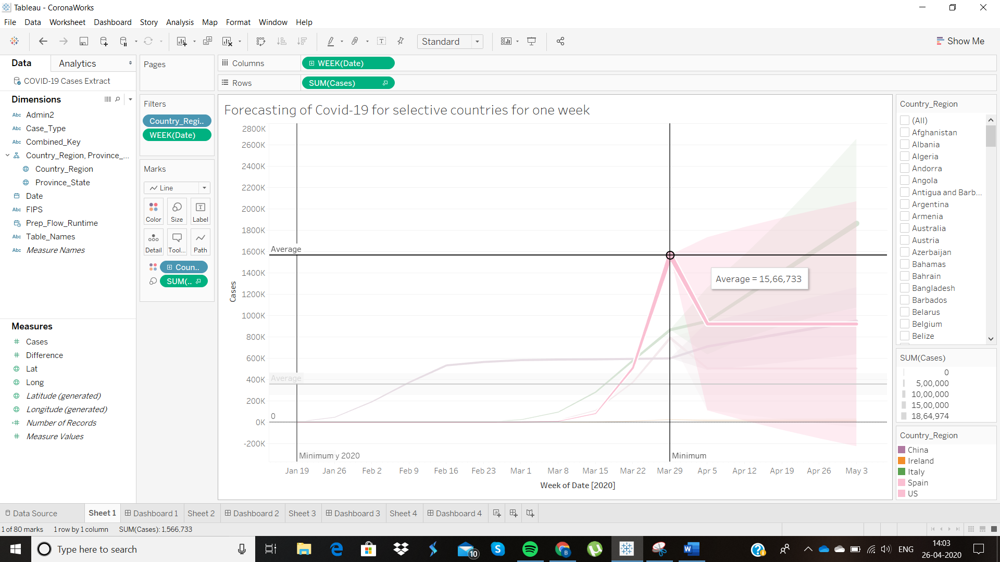 Tableau - CoronaWorks
File Data Worksheet Dashboard Story Analysis Map Format Window Help
Standard
Show Me
Data
Analytics
COVID-19 Cases Extract
Dimensions
Abc Admin2
Abc Case_Type
Abc Combined_Key
Country_Region, Province_...
Country_Region
Province_State
Date
Abc FIPS
Prep_Flow_Runtime
Abc Table_Names
Abc Measure Names
Measures
Cases
Difference
Lat
Long
Latitude (generated)
Longitude (generated)
Number of Records
Measure Values
Pages
Filters
Country_Regi..
WEEK(Date)
Marks
Line
Color Size Label
Detail Tool... Path
Coun..
SUM(..
Columns
WEEK(Date)
Rows
SUM(Cases)
Forecasting of Covid-19 for selective countries for one week
2800K
2600K
2400K
2200K
2000K
1800K
1600K
1400K
1200K
1000K
800K
600K
400K
200K
0K
-200K
Cases
Average
Average = 15,66,733
Average
0
Minimum y 2020
Minimum
Jan 19 Jan 26 Feb 2 Feb 9 Feb 16 Feb 23 Mar 1 Mar 8 Mar 15 Mar 22 Mar 29 Apr 5 Apr 12 Apr 19 Apr 26 May 3
Week of Date [2020]
Country_Region
(All)
Afghanistan
Albania
Algeria
Andorra
Angola
Antigua and Barb...
Argentina
Armenia
Australia
Austria
Azerbaijan
Bahamas
Bahrain
Bangladesh
Barbados
Belarus
Belgium
Belize
SUM(Cases)
0
5,00,000
10,00,000
15,00,000
18,64,974
Country_Region
China
Ireland
Italy
Spain
US
Data Source
Sheet 1
Dashboard 1
Sheet 2
Dashboard 2
Sheet 3
Dashboard 3
Sheet 4
Dashboard 4
1 of 80 marks 1 row by 1 column SUM(Cases): 1,566,733
Type here to search
10
ENG
14:03
26-04-2020